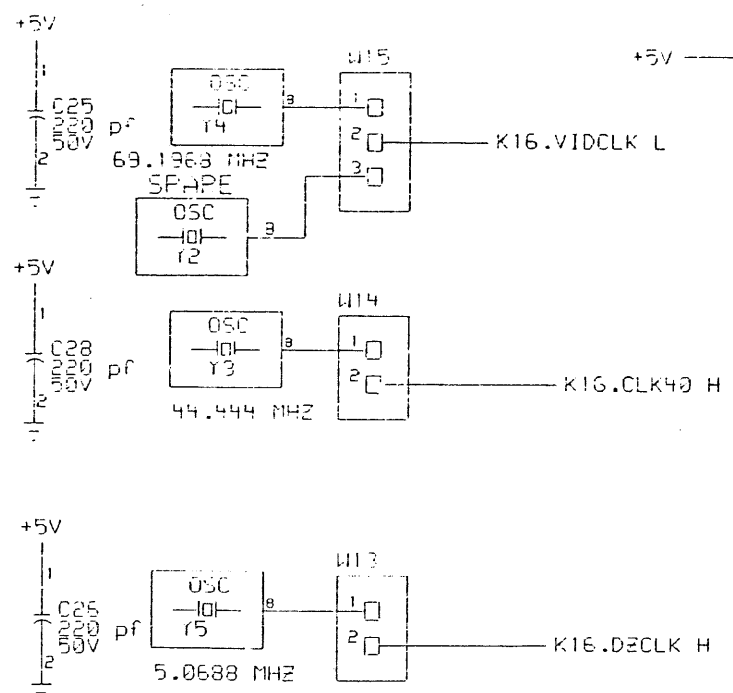 +5V
1
C25
220 pf
50V
2
OSC
Y4
8
69.1968 MHZ
W15
1
2
3
K16.VIDCLK L
+5V
SPARE
OSC
Y2
8
+5V
1
C28
220 pf
50V
2
OSC
Y3
8
44.444 MHZ
W14
1
2
K16.CLK40 H
+5V
1
C26
220 pf
50V
2
OSC
Y5
8
5.0688 MHZ
W13
1
2
K16.DZCLK H